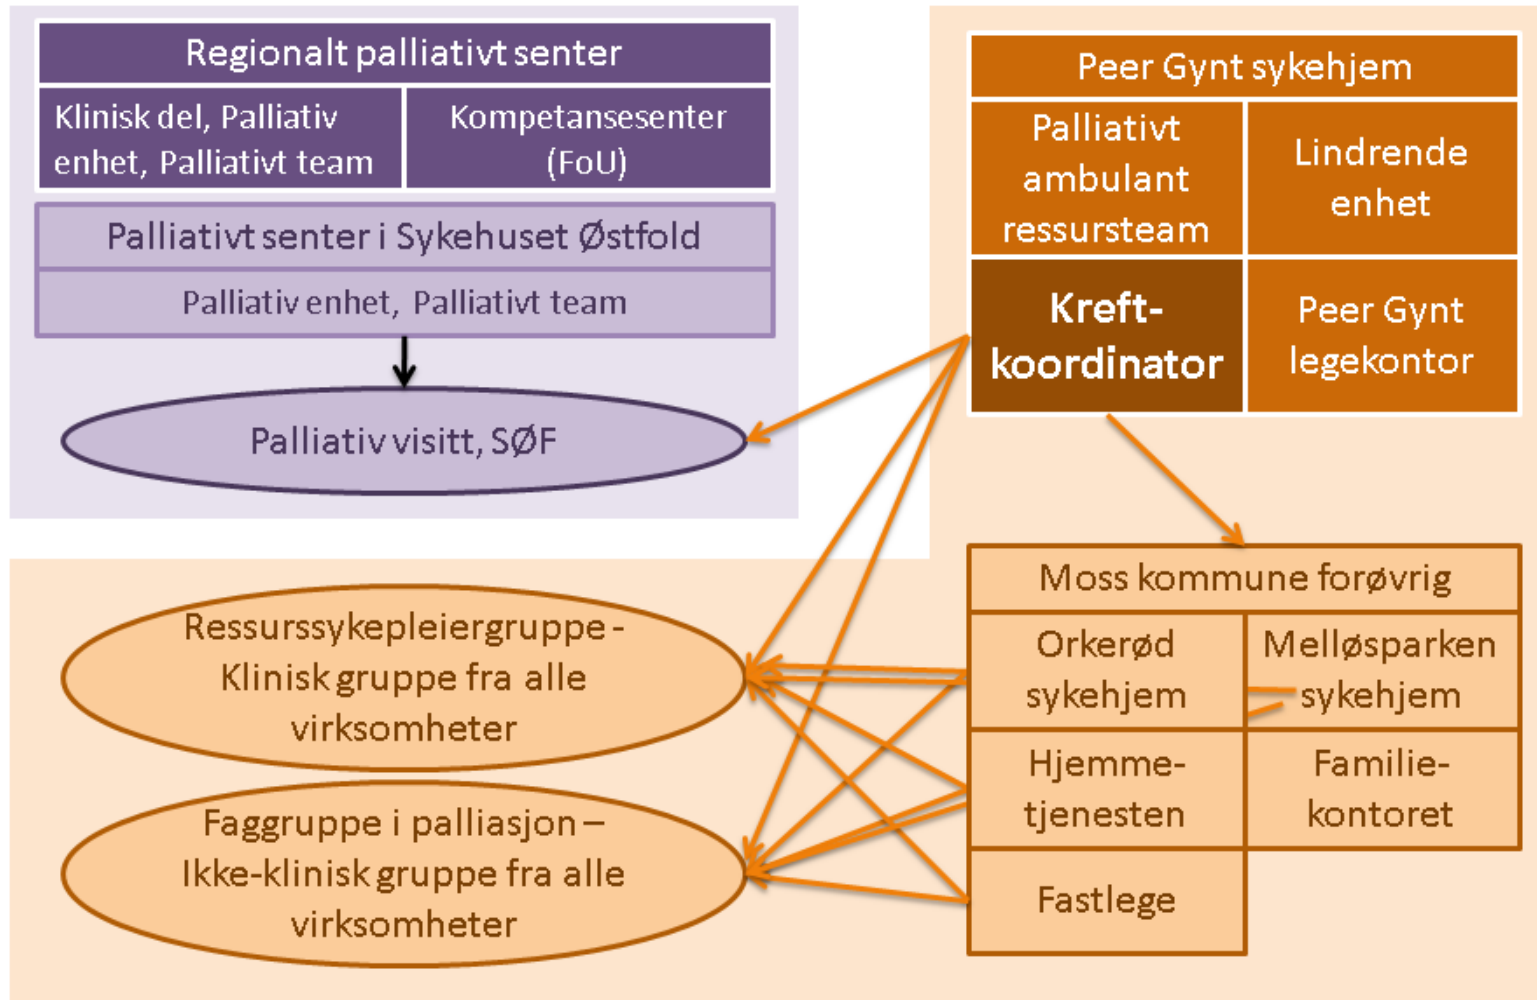 Regionalt palliativt senter
Klinisk del, Palliativ
enhet, Palliativt team
Kompetansesenter
(FoU)
Palliativt senter i Sykehuset Østfold
Palliativ enhet, Palliativt team
Palliativ visitt, SØF
Peer Gynt sykehjem
Palliativt
ambulant
ressursteam
Lindrende
enhet
Kreft-
koordinator
Peer Gynt
legekontor
Ressurssykepleiergruppe -
Klinisk gruppe fra alle
virksomheter
Faggruppe i palliasjon –
Ikke-klinisk gruppe fra alle
virksomheter
Moss kommune forøvrig
Orkerød
sykehjem
Melløsparken
sykehjem
Hjemme-
tjenesten
Familie-
kontoret
Fastlege